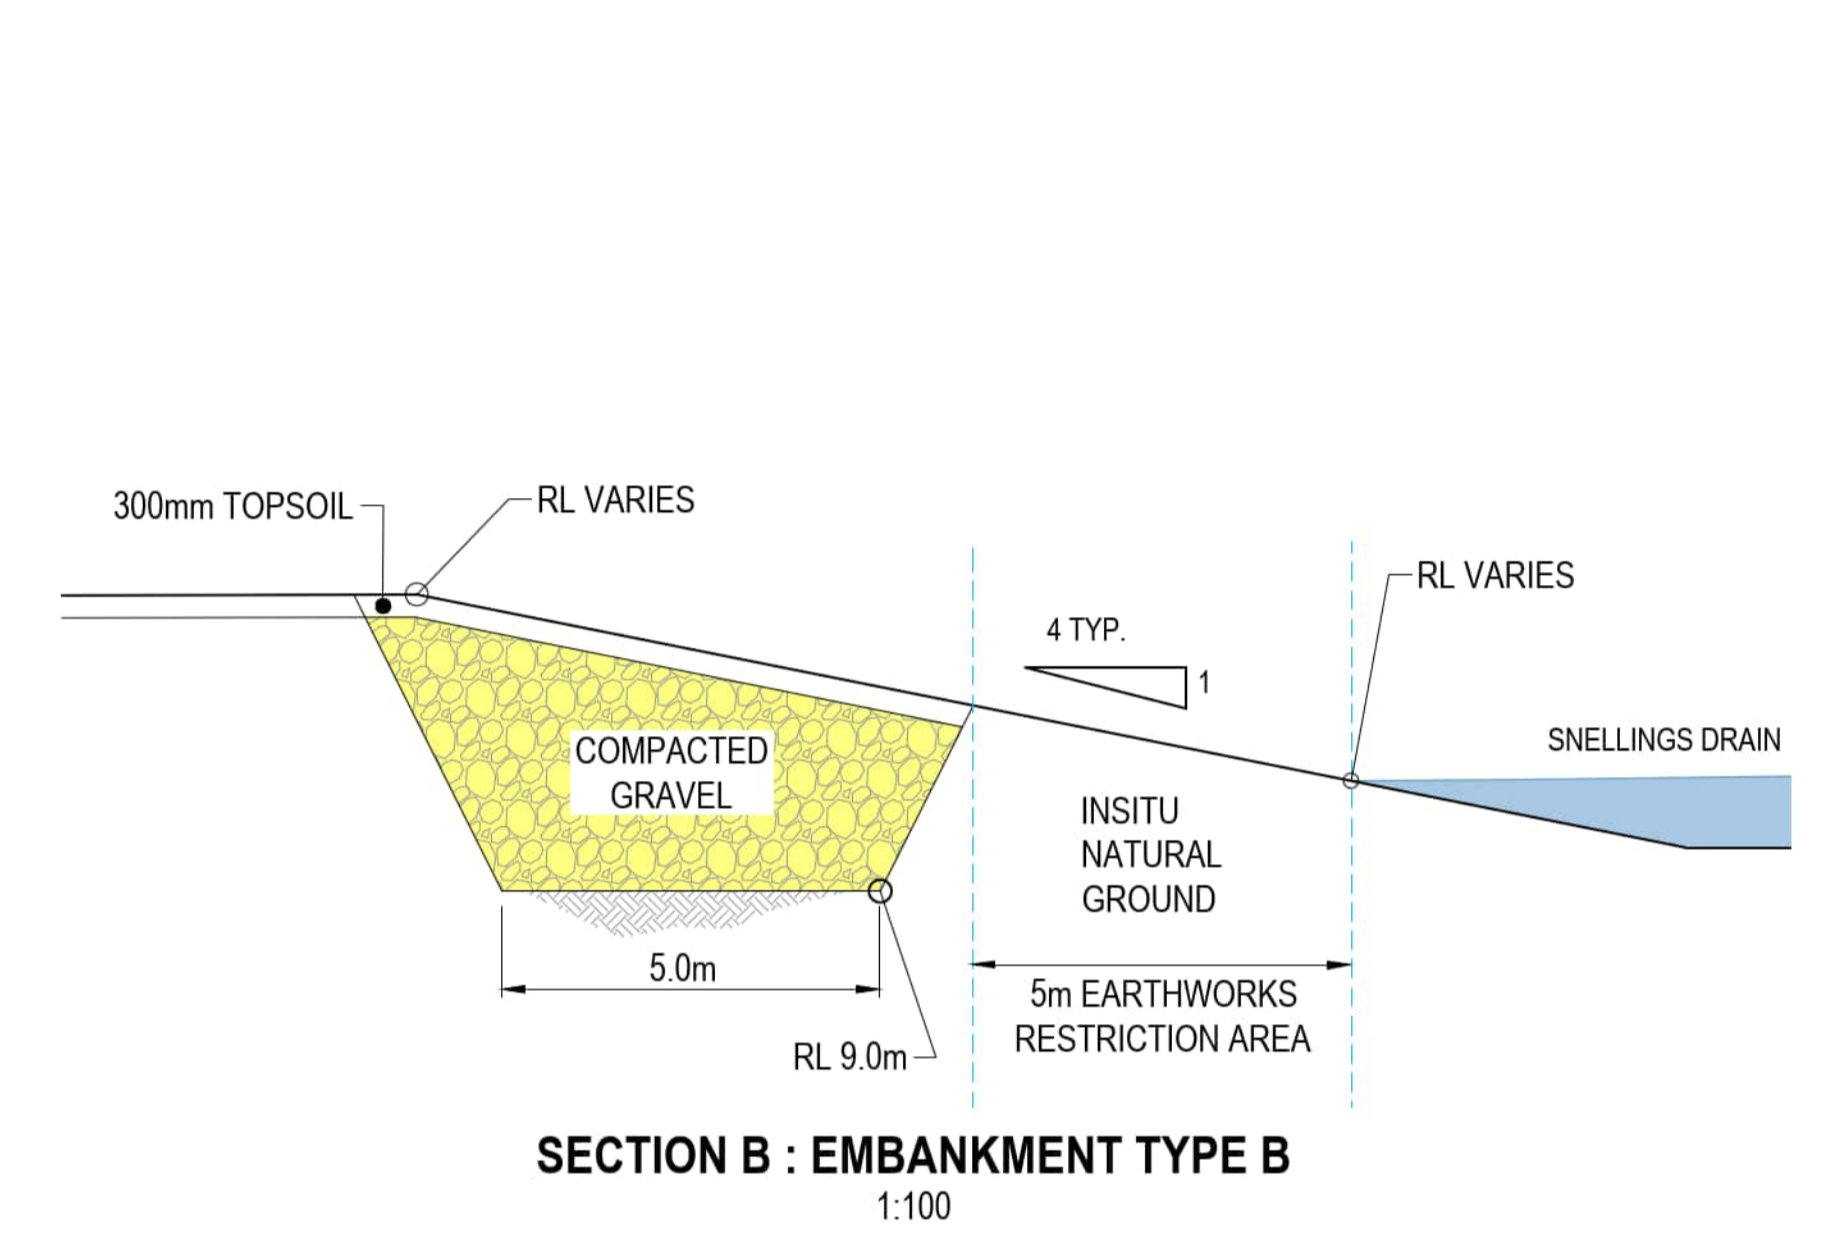 300mm TOPSOIL
RL VARIES
RL VARIES
4 TYP.
1
SNELLINGS DRAIN
COMPACTED
GRAVEL
INSITU
NATURAL
GROUND
5.0m
5m EARTHWORKS
RESTRICTION AREA
RL 9.0m
SECTION B : EMBANKMENT TYPE B
1:100